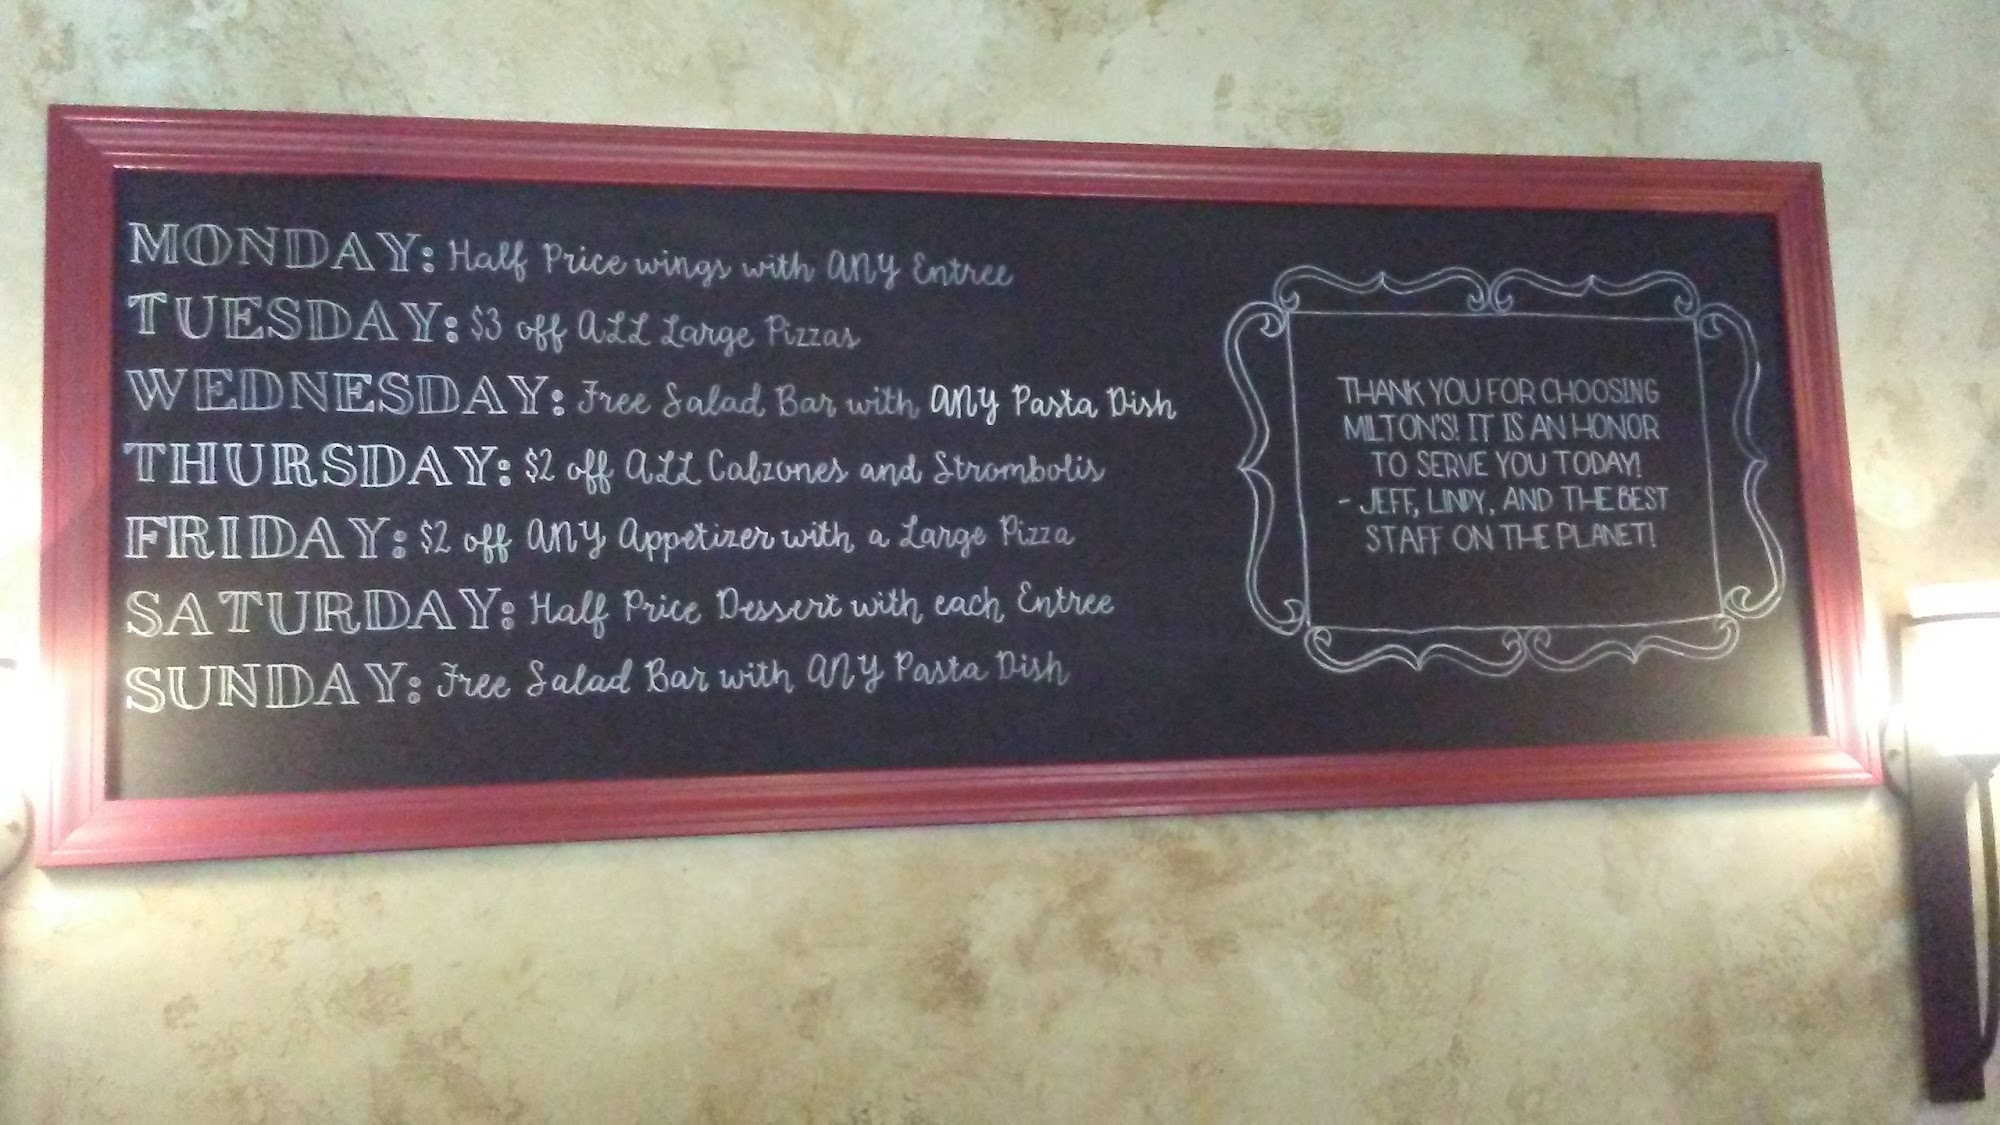 MONDAY: Half Price wings with ANY Entree
TUESDAY: $3 off ALL Large Pizzas
WEDNESDAY: Free Salad Bar with ANY Pasta Dish
THURSDAY: $2 off ALL Calzones and Strombolis
FRIDAY: $2 off ANY Appetizer with a Large Pizza
SATURDAY: Half Price Dessert with each Entree
SUNDAY: Free Salad Bar with ANY Pasta Dish
THANK YOU FOR CHOOSING
MILTON'S! IT IS AN HONOR
TO SERVE YOU TODAY!
- JEFF, LINDY, AND THE BEST
STAFF ON THE PLANET!